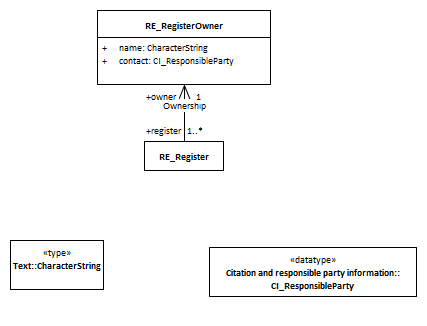 RE_RegisterOwner
+ name: CharacterString
+ contact: CI_ResponsibleParty
+owner 1
Ownership
+register 1..*
RE_Register
«type»
Text::CharacterString
«datatype»
Citation and responsible party information::
CI_ResponsibleParty